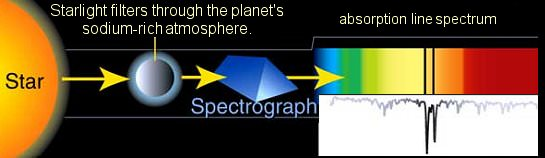 Starlight filters through the planet's
sodium-rich atmosphere.
absorption line spectrum
Star
Spectrograph